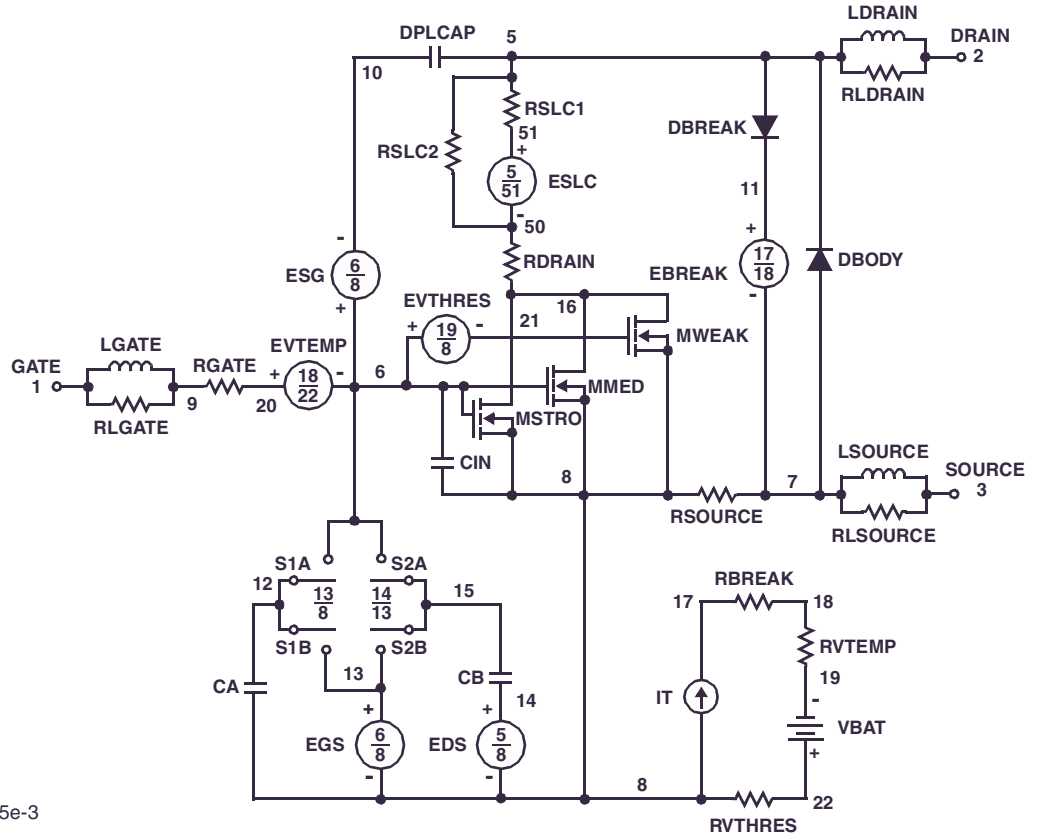 LDRAIN
DPLCAP 5 DRAIN
2
10
RLDRAIN
RSLC1
DBREAK
51
+
RSLC2
5
51
ESLC
11
-
50
+
-
17
18
RDRAIN
EBREAK
DBODY
6
8
ESG
EVTHRES
16
-
+
21
+ 19
8 -
MWEAK
LGATE
EVTEMP
GATE
1
RGATE
+ 18
22 -
6
MMED
9
20
RLGATE
MSTRO
LSOURCE
CIN
8
7
SOURCE
3
RSOURCE
RLSOURCE
S1A
S2A
RBREAK
12
13
8
14
13
15
17
18
S1B
S2B
RVTEMP
13
CB
19
CA
14
IT
-
VBAT
+
+
+
EGS 6
8
EDS 5
8
-
-
8
22
5e-3
RVTHRES